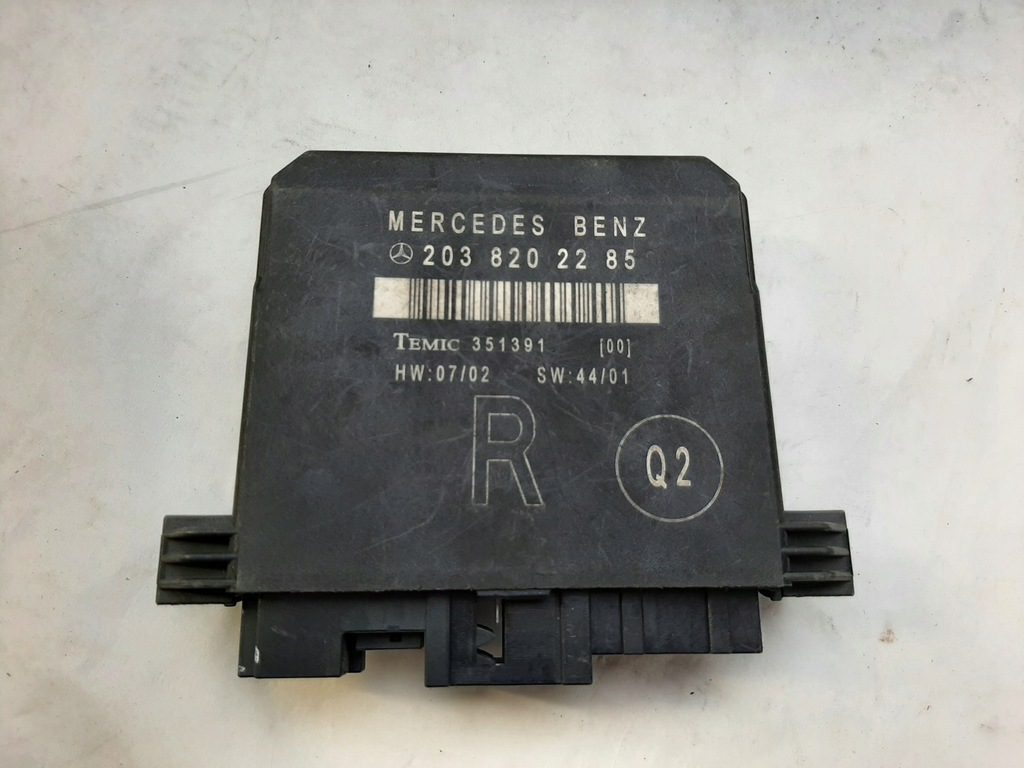 MERCEDES BENZ
203 820 22 85
TEMIC 351391 [00]
HW:07/02 SW:44/01
R
Q2